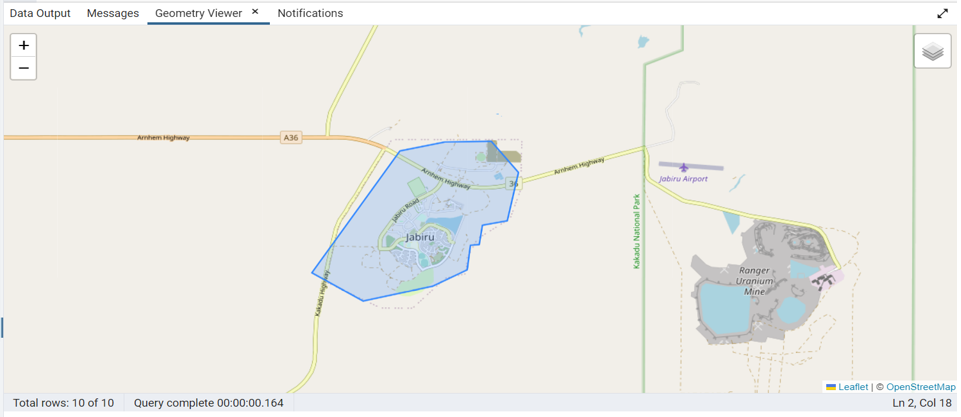 Data Output Messages Geometry Viewer × Notifications
+
−
Arnhem Highway
A36
Arnhem Highway
36
Arnhem Highway
Jabiru Airport
Jabiru Road
Jabiru
Kakadu National Park
Kakadu Highway
Ranger
Uranium
Mine
Leaflet | © OpenStreetMap
Total rows: 10 of 10 Query complete 00:00:00.164 Ln 2, Col 18